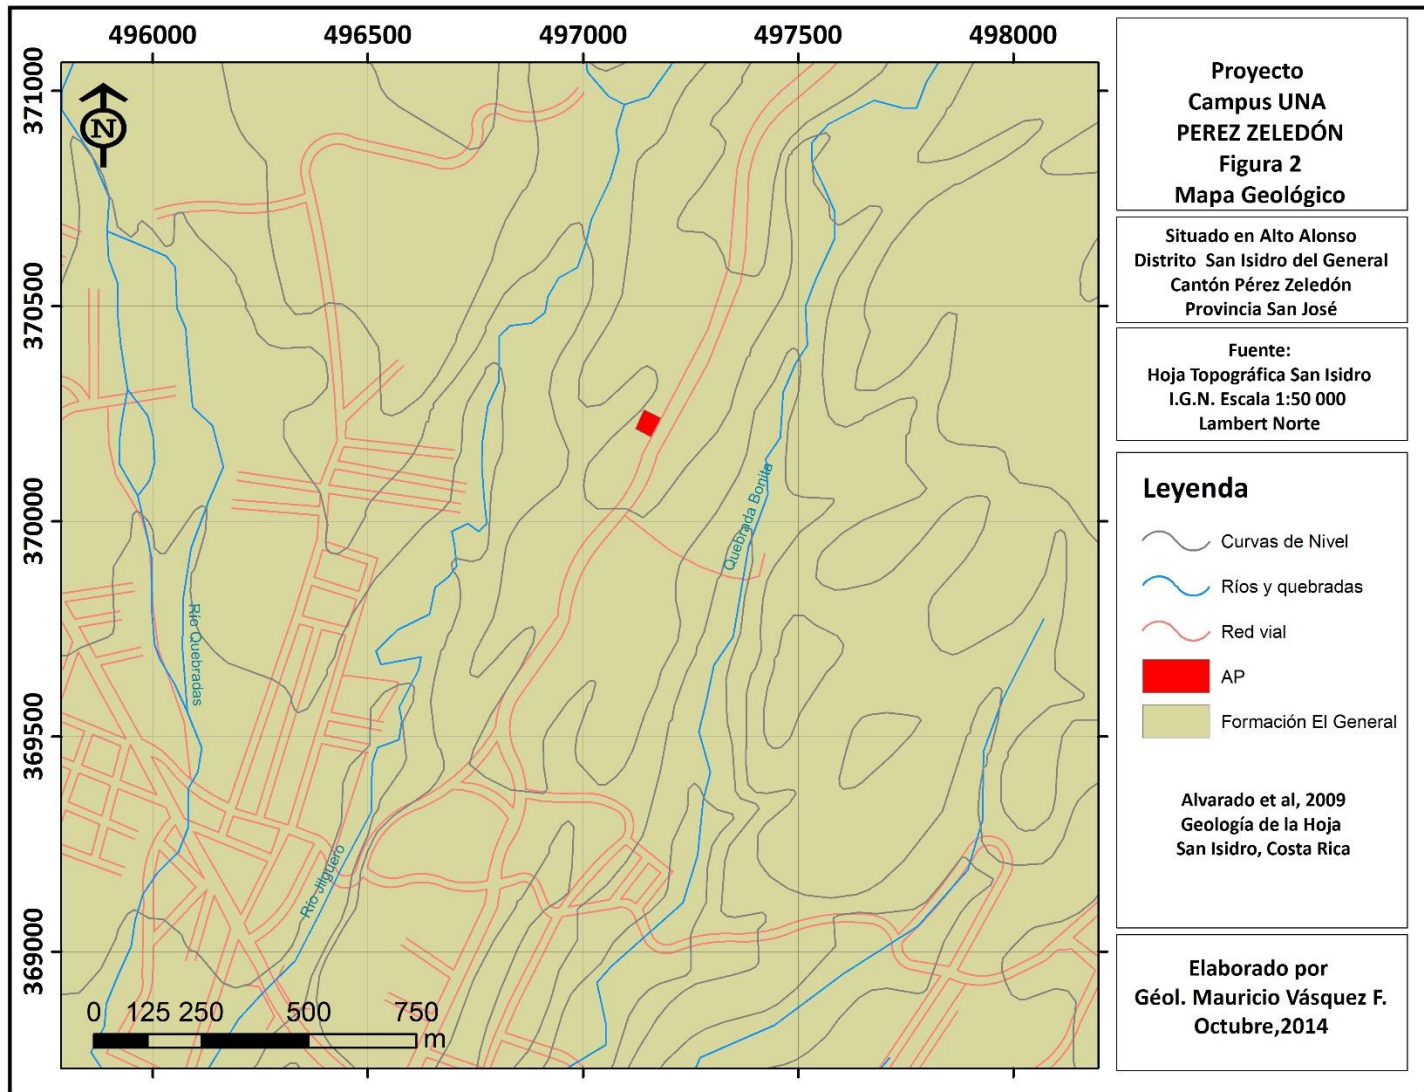 496000
496500
497000
497500
498000
371000
370500
370000
369500
369000
N
Río Quebradas
Río Jilguero
Quebrada Bonita
0 125 250 500 750
m
Proyecto
Campus UNA
PEREZ ZELEDÓN
Figura 2
Mapa Geológico
Situado en Alto Alonso
Distrito San Isidro del General
Cantón Pérez Zeledón
Provincia San José
Fuente:
Hoja Topográfica San Isidro
I.G.N. Escala 1:50 000
Lambert Norte
Leyenda
Curvas de Nivel
Ríos y quebradas
Red vial
AP
Formación El General
Alvarado et al, 2009
Geología de la Hoja
San Isidro, Costa Rica
Elaborado por
Géol. Mauricio Vásquez F.
Octubre,2014